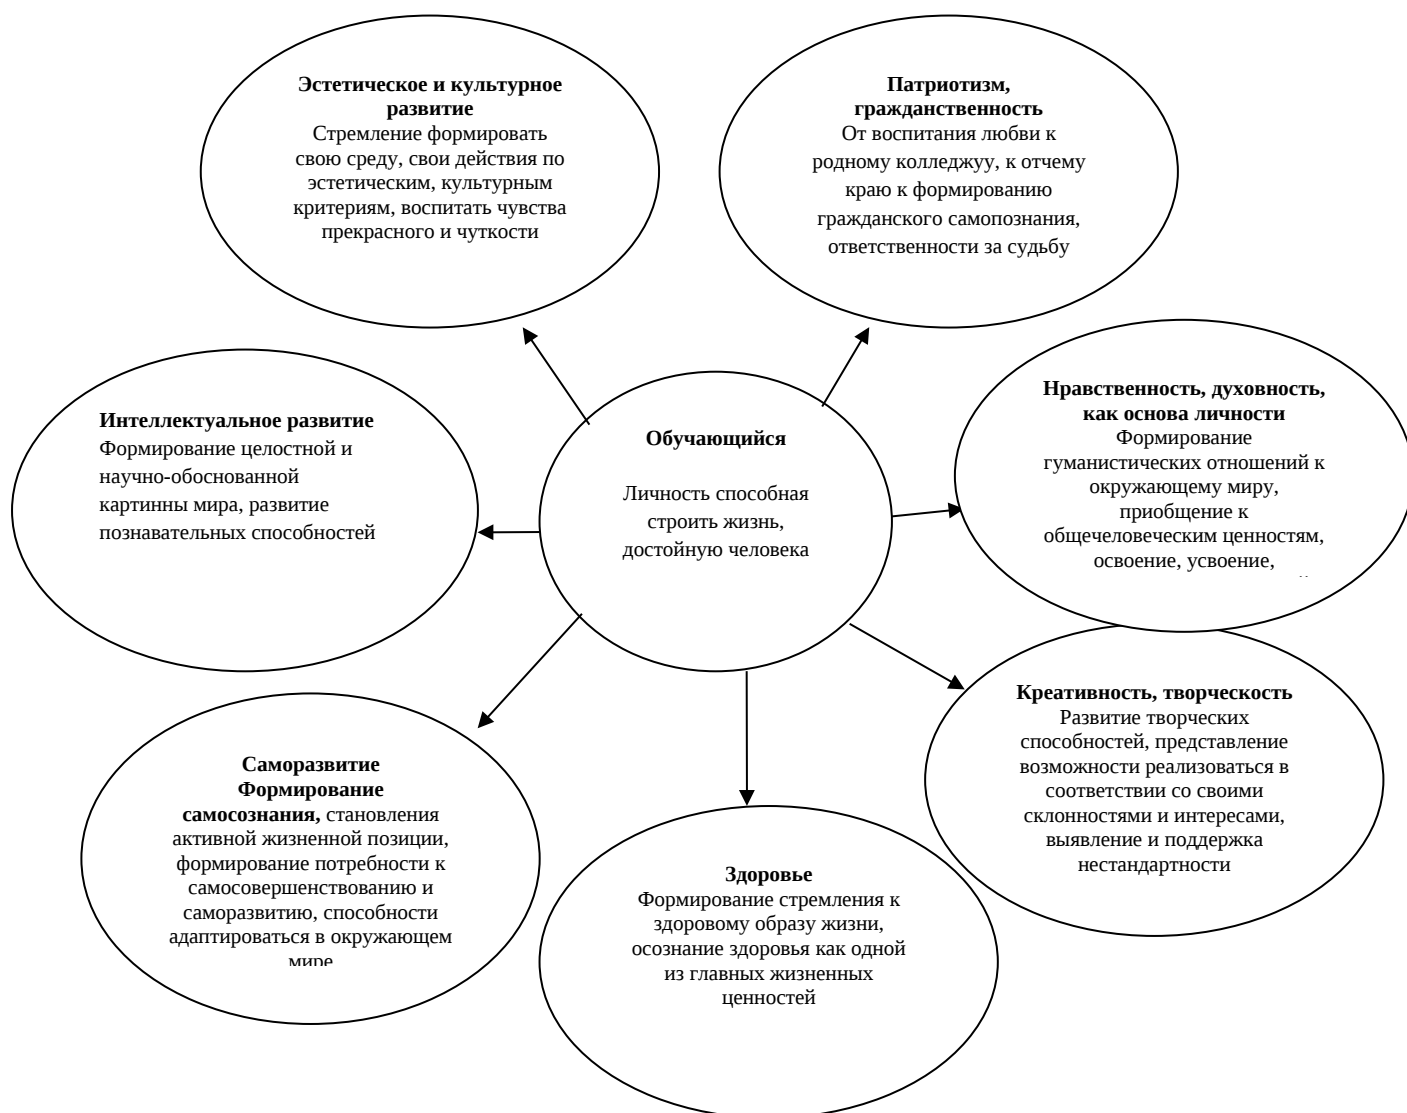 Эстетическое и культурное
развитие
Стремление формировать
свою среду, свои действия по
эстетическим, культурным
критериям, воспитать чувства
прекрасного и чуткости
Патриотизм,
гражданственность
От воспитания любви к
родному колледжуу, к отчему
краю к формированию
гражданского самопознания,
ответственности за судьбу
Интеллектуальное развитие
Формирование целостной и
научно-обоснованной
картинны мира, развитие
познавательных способностей
Обучающийся
Личность способная
строить жизнь,
достойную человека
Нравственность, духовность,
как основа личности
Формирование
гуманистических отношений к
окружающему миру,
приобщение к
общечеловеческим ценностям,
освоение, усвоение,
Саморазвитие
Формирование
самосознания, становления
активной жизненной позиции,
формирование потребности к
самосовершенствованию и
саморазвитию, способности
адаптироваться в окружающем
мире
Здоровье
Формирование стремления к
здоровому образу жизни,
осознание здоровья как одной
из главных жизненных
ценностей
Креативность, творческость
Развитие творческих
способностей, представление
возможности реализоваться в
соответствии со своими
склонностями и интересами,
выявление и поддержка
нестандартности